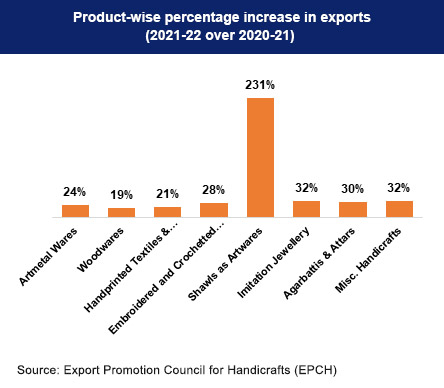 Product-wise percentage increase in exports
(2021-22 over 2020-21)
231%
24%
19%
21%
28%
32%
30%
32%
Artmetal Wares
Woodwares
Handprinted Textiles &...
Embroidered and Crochetted...
Shawls as Artwares
Imitation Jewellery
Agarbattis & Attars
Misc. Handicrafts
Source: Export Promotion Council for Handicrafts (EPCH)